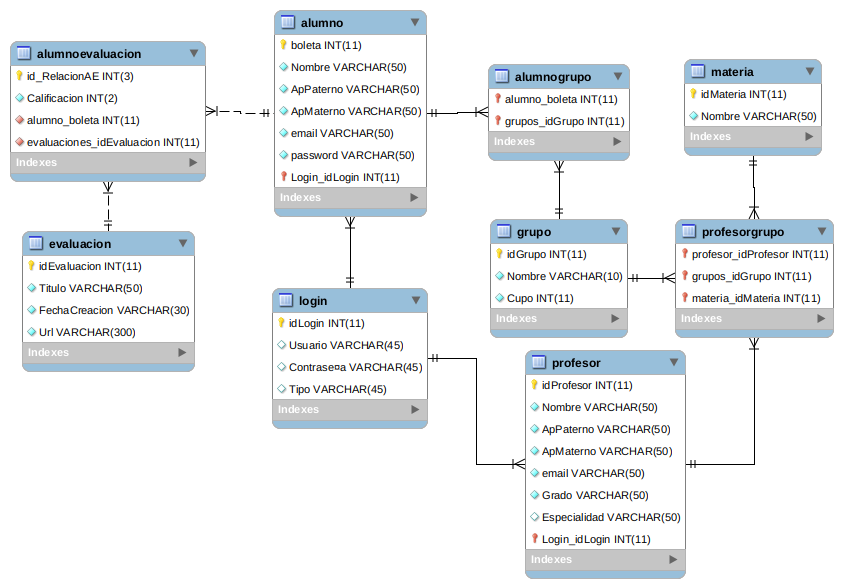 alumnoevaluacion
id_RelacionAE INT(3)
Calificacion INT(2)
alumno_boleta INT(11)
evaluaciones_idEvaluacion INT(11)
Indexes
alumno
boleta INT(11)
Nombre VARCHAR(50)
ApPaterno VARCHAR(50)
ApMaterno VARCHAR(50)
email VARCHAR(50)
password VARCHAR(50)
Login_idLogin INT(11)
Indexes
alumnogrupo
alumno_boleta INT(11)
grupos_idGrupo INT(11)
Indexes
materia
idMateria INT(11)
Nombre VARCHAR(50)
Indexes
evaluacion
idEvaluacion INT(11)
Titulo VARCHAR(50)
FechaCreacion VARCHAR(30)
Url VARCHAR(300)
Indexes
login
idLogin INT(11)
Usuario VARCHAR(45)
Contrase¤a VARCHAR(45)
Tipo VARCHAR(45)
Indexes
grupo
idGrupo INT(11)
Nombre VARCHAR(10)
Cupo INT(11)
Indexes
profesorgrupo
profesor_idProfesor INT(11)
grupos_idGrupo INT(11)
materia_idMateria INT(11)
Indexes
profesor
idProfesor INT(11)
Nombre VARCHAR(50)
ApPaterno VARCHAR(50)
ApMaterno VARCHAR(50)
email VARCHAR(50)
Grado VARCHAR(50)
Especialidad VARCHAR(50)
Login_idLogin INT(11)
Indexes